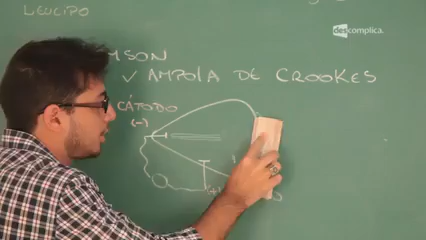 LEUCIPO
descomplica.
MSON
✓ AMPOLA DE CROOKES
CÁTODO
(-)
(+)